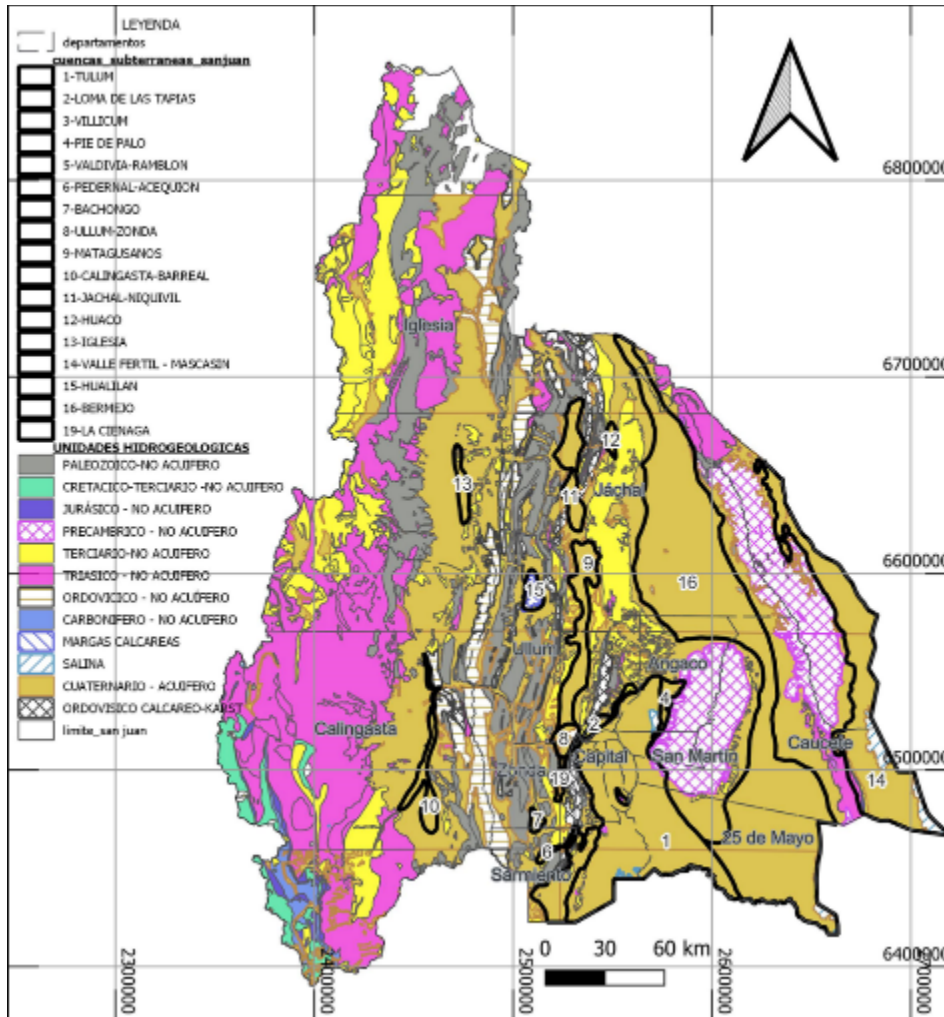 LEYENDA
departamentos
cuencas_subterraneas_sanjuan
1-TULUM
2-LOMA DE LAS TAPIAS
3-VILLICUM
4-PIE DE PALO
5-VALDIVIA-RAMBLON
6-PEDERNAL-ACEQUION
7-BACHONGO
8-ULLUM-ZONDA
9-MATAGUSANOS
10-CALINGASTA-BARREAL
11-JACHAL-NIQUIVIL
12-HUACO
13-IGLESIA
14-VALLE FERTIL - MASCASIN
15-HUALILAN
16-BERMEJO
19-LA CIENAGA
UNIDADES HIDROGEOLOGICAS
PALEOZOICO-NO ACUIFERO
CRETACICO-TERCIARIO -NO ACUIFERO
JURÁSICO - NO ACUIFERO
PRECAMBRICO - NO ACUIFERO
TERCIARIO-NO ACUIFERO
TRIASICO - NO ACUIFERO
ORDOVICICO - NO ACUÍFERO
CARBONIFERO - NO ACUÍFERO
MARGAS CALCAREAS
SALINA
CUATERNARIO - ACUIFERO
ORDOVISICO CALCAREO-KARST
limite_san juan
6800000
Iglesia
6700000
12
13
11
Jáchal
9
6600000
15
16
Ullum
Angaco
4
2
Calingasta
8
Capital
San Martín
Caucete
6500000
19
14
10
7
25 de Mayo
6
1
Sarmiento
0 30 60 km
2300000
2400000
2500000
2600000